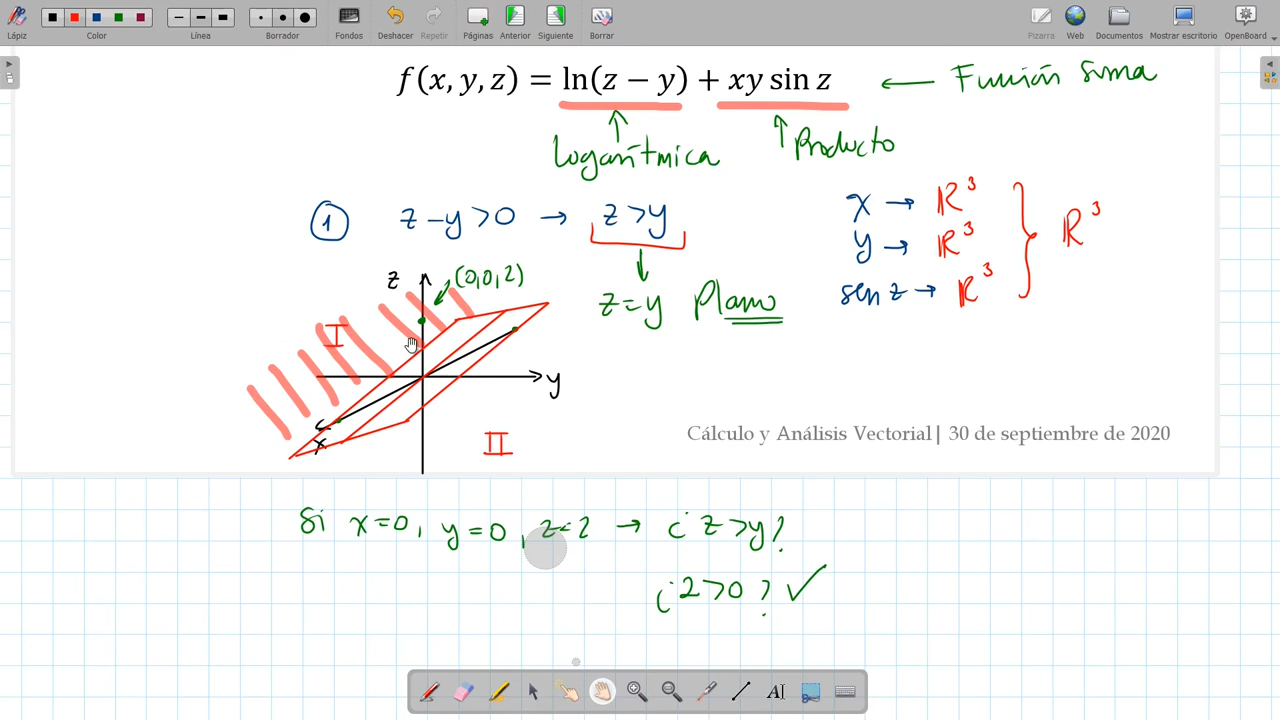 Lápiz Color Línea Borrador Fondos Deshacer Repetir Páginas Anterior Siguiente Borrar Pizarra Web Documentos Mostrar escritorio OpenBoard
f(x, y, z) = ln(z − y) + xy sin z ← Función suma
Logarítmica Producto
1 z − y > 0 → z > y
x → ℝ³
y → ℝ³
sen z → ℝ³
ℝ³
z = y Plano
z (0,0,2)
I
y
x
II
Cálculo y Análisis Vectorial| 30 de septiembre de 2020
Si x=0, y=0, z=2 → ¿ z > y ?
¿ 2 > 0 ? ✓
AI